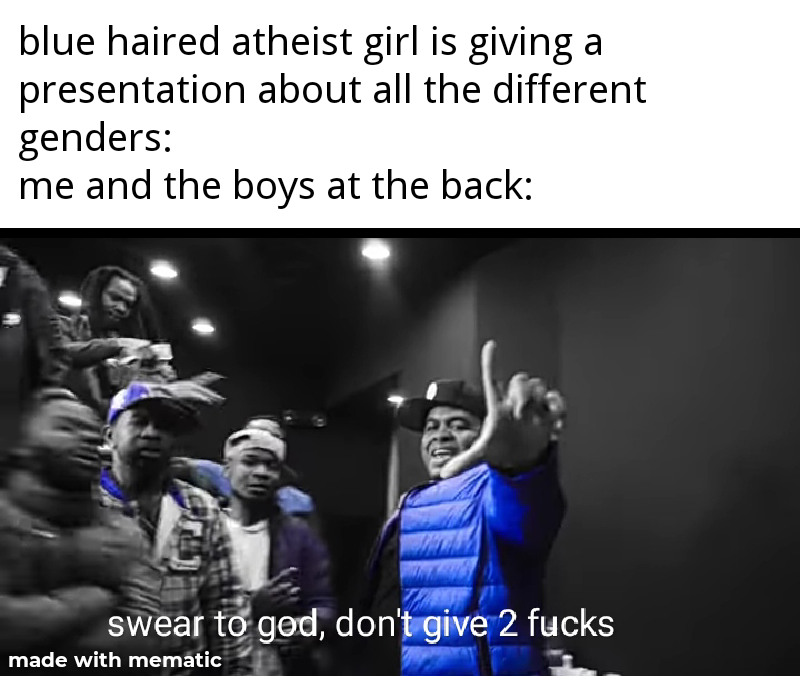 blue haired atheist girl is giving a
presentation about all the different
genders:
me and the boys at the back:
swear to god, don't give 2 fucks
made with mematic